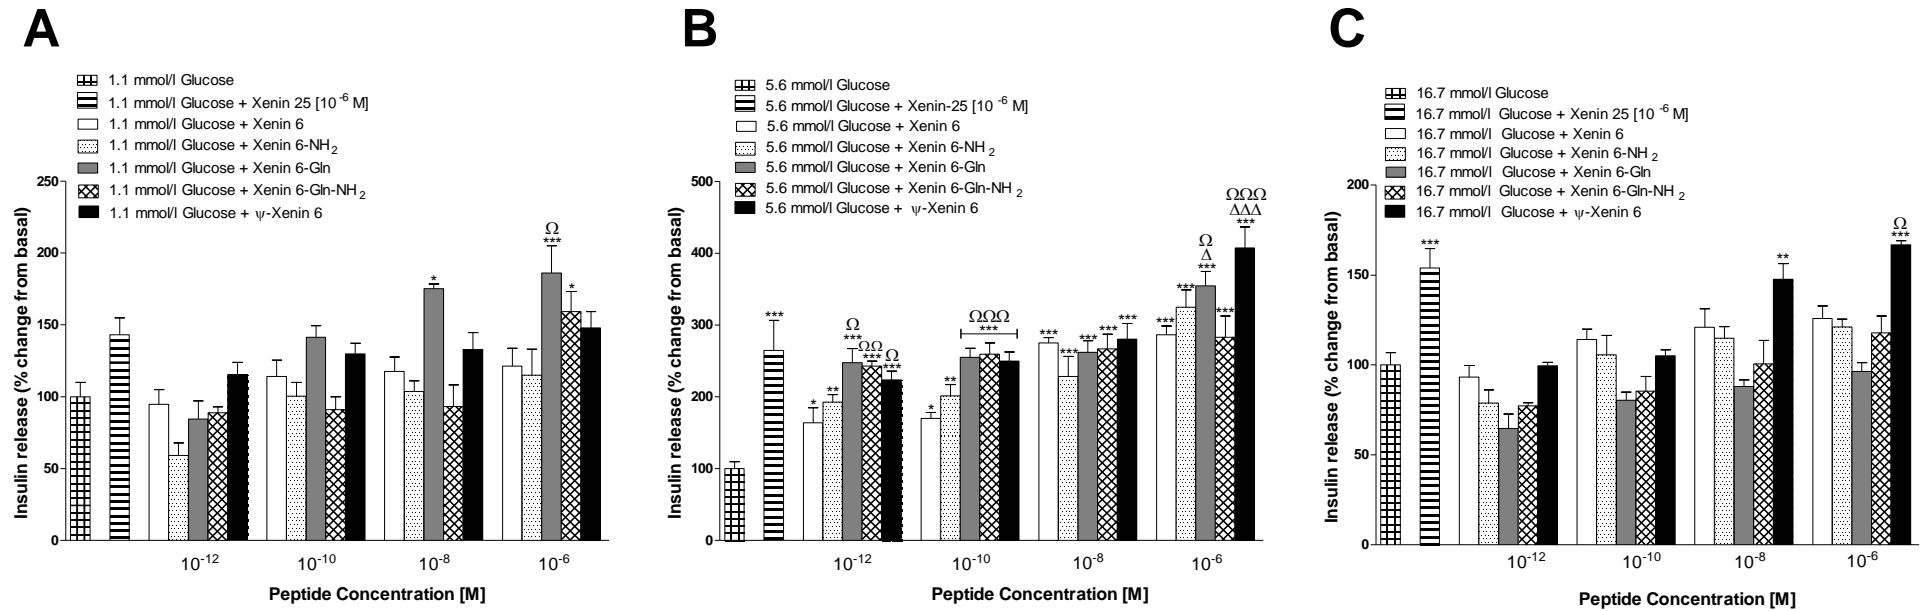 A
1.1 mmol/l Glucose
1.1 mmol/l Glucose + Xenin 25 [10⁻⁶ M]
1.1 mmol/l Glucose + Xenin 6
1.1 mmol/l Glucose + Xenin 6-NH₂
1.1 mmol/l Glucose + Xenin 6-Gln
1.1 mmol/l Glucose + Xenin 6-Gln-NH₂
1.1 mmol/l Glucose + ψ-Xenin 6
Insulin release (% change from basal)
250
200
150
100
50
0
*
Ω
***
*
10⁻¹²
10⁻¹⁰
10⁻⁸
10⁻⁶
Peptide Concentration [M]
B
5.6 mmol/l Glucose
5.6 mmol/l Glucose + Xenin-25 [10⁻⁶ M]
5.6 mmol/l Glucose + Xenin 6
5.6 mmol/l Glucose + Xenin 6-NH₂
5.6 mmol/l Glucose + Xenin 6-Gln
5.6 mmol/l Glucose + Xenin 6-Gln-NH₂
5.6 mmol/l Glucose + ψ-Xenin 6
Insulin release (% change from basal)
500
400
300
200
100
0
***
*
**
Ω
***
ΩΩ
***
Ω
***
*
**
ΩΩΩ
***
***
***
***
***
***
***
***
Ω
Δ
***
***
ΩΩΩ
ΔΔΔ
***
10⁻¹²
10⁻¹⁰
10⁻⁸
10⁻⁶
Peptide Concentration [M]
C
16.7 mmol/l Glucose
16.7 mmol/l Glucose + Xenin 25 [10⁻⁶ M]
16.7 mmol/l Glucose + Xenin 6
16.7 mmol/l Glucose + Xenin 6-NH₂
16.7 mmol/l Glucose + Xenin 6-Gln
16.7 mmol/l Glucose + Xenin 6-Gln-NH₂
16.7 mmol/l Glucose + ψ-Xenin 6
Insulin release (% change from basal)
200
150
100
50
0
***
**
Ω
***
10⁻¹²
10⁻¹⁰
10⁻⁸
10⁻⁶
Peptide Concentration [M]